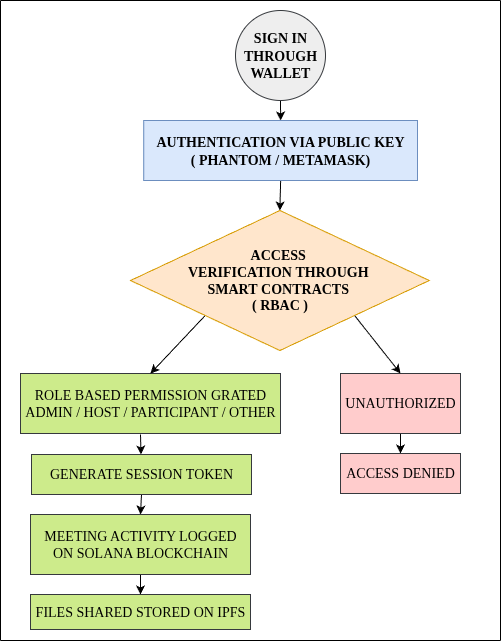 SIGN IN
THROUGH
WALLET
AUTHENTICATION VIA PUBLIC KEY
( PHANTOM / METAMASK)
ACCESS
VERIFICATION THROUGH
SMART CONTRACTS
( RBAC )
ROLE BASED PERMISSION GRATED
ADMIN / HOST / PARTICIPANT / OTHER
UNAUTHORIZED
GENERATE SESSION TOKEN
ACCESS DENIED
MEETING ACTIVITY LOGGED
ON SOLANA BLOCKCHAIN
FILES SHARED STORED ON IPFS